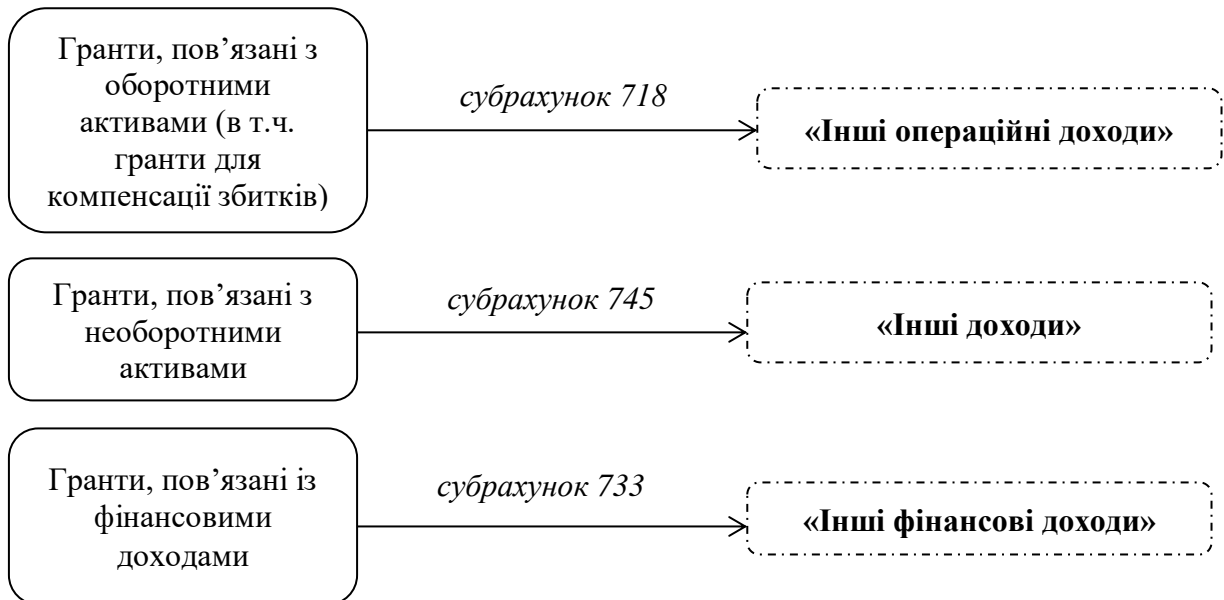 Гранти, пов’язані з
оборотними
активами (в т.ч.
гранти для
компенсації збитків)
субрахунок 718
«Інші операційні доходи»
Гранти, пов’язані з
необоротними
активами
субрахунок 745
«Інші доходи»
Гранти, пов’язані із
фінансовими
доходами
субрахунок 733
«Інші фінансові доходи»